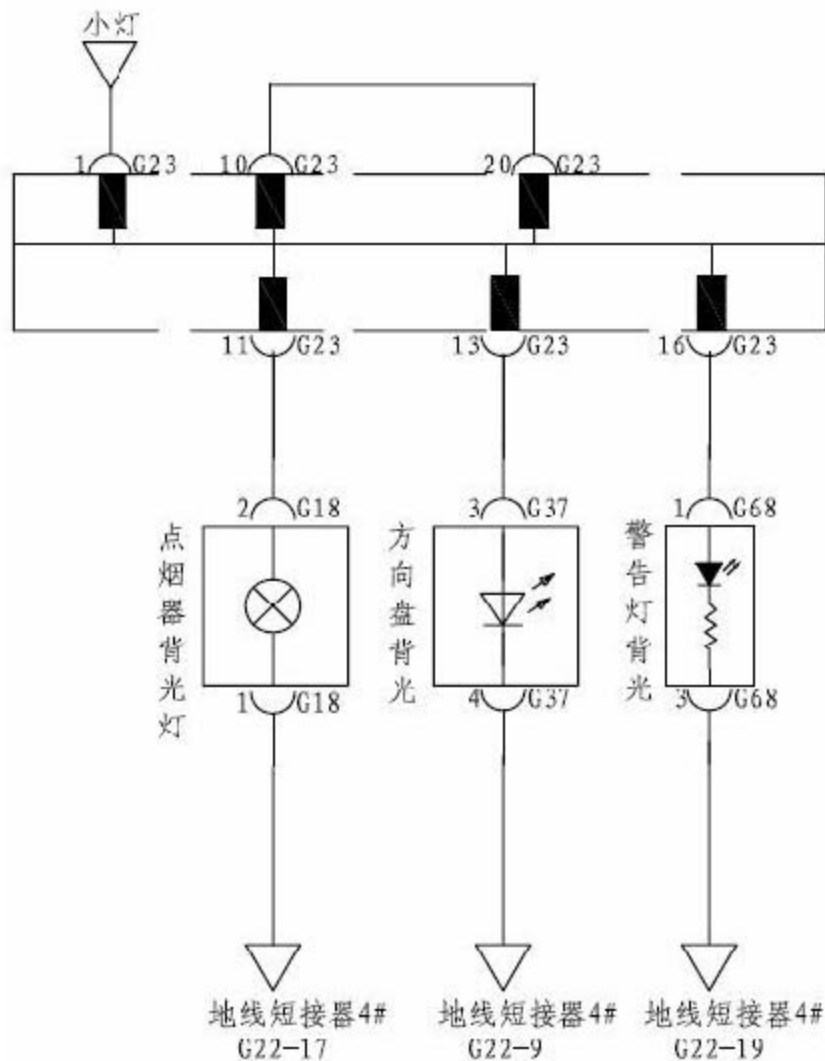 小灯
1 G23
10 G23
20 G23
11 G23
13 G23
16 G23
2 G18
3 G37
1 G68
点烟器背光灯
方向盘背光
警告灯背光
1 G18
4 G37
3 G68
地线短接器4#
G22-17
地线短接器4#
G22-9
地线短接器4#
G22-19